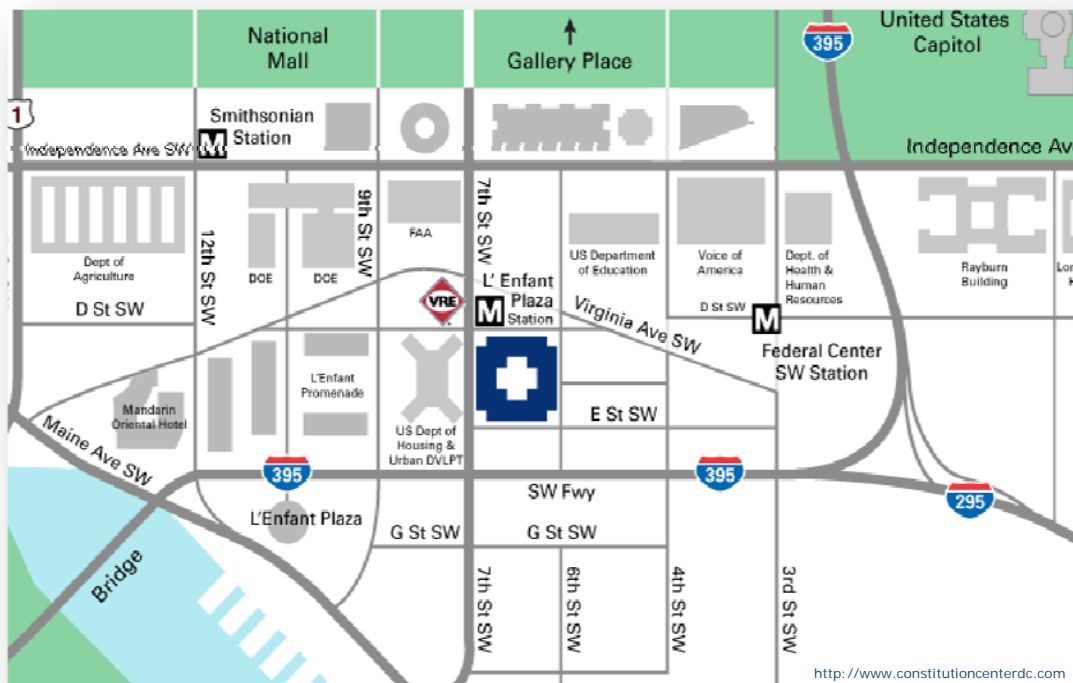 National
Mall
Gallery Place
395
United States
Capitol
1
Smithsonian
Station
M
Independence Ave SW
Independence Av
Dept of
Agriculture
D St SW
12th St SW
DOE
DOE
9th St SW
FAA
7th St SW
L' Enfant
Plaza
Station
M
VRE
US Department
of Education
Virginia Ave SW
Voice of
America
D St SW
Dept. of
Health &
Human
Resources
M
Federal Center
SW Station
Rayburn
Building
Lon
Mandarin
Oriental Hotel
L'Enfant
Promenade
US Dept of
Housing &
Urban DVLPT
E St SW
Maine Ave SW
395
395
295
SW Fwy
L'Enfant Plaza
G St SW
G St SW
Bridge
7th St SW
6th St SW
4th St SW
3rd St SW
http://www.constitutioncenterdc.com